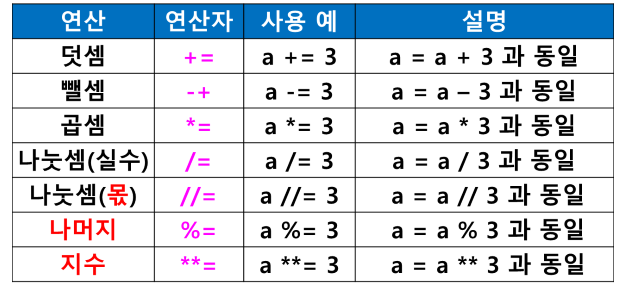 연산 연산자 사용 예 설명
덧셈 += a += 3 a = a + 3 과 동일
뺄셈 -+ a -= 3 a = a – 3 과 동일
곱셈 *= a *= 3 a = a * 3 과 동일
나눗셈(실수) /= a /= 3 a = a / 3 과 동일
나눗셈(몫) //= a //= 3 a = a // 3 과 동일
나머지 %= a %= 3 a = a % 3 과 동일
지수 **= a **= 3 a = a ** 3 과 동일